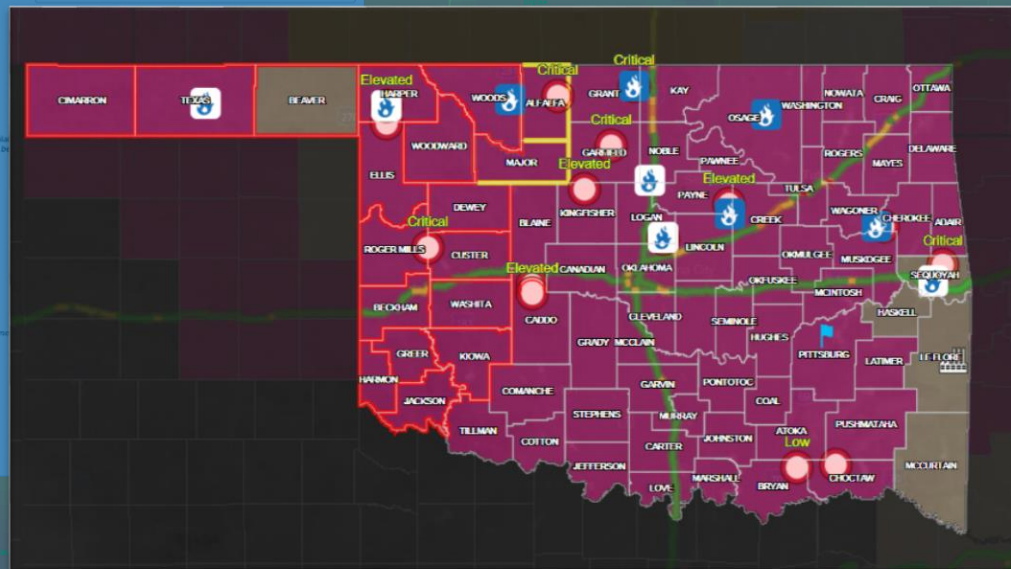 Critical
Critical
Elevated
OTTAWA
NOWATA
CRAIG
CIMARRON
TEXAS
BEAVER
HARPER
WOODS
ALFALFA
GRANT
KAY
WASHINGTON
OSAGE
Critical
WOODWARD
GARFIELD
NOBLE
ROGERS
DELAWARE
MAJOR
PAWNEE
MAYES
Elevated
ELLIS
Elevated
TULSA
PAYNE
DEWEY
KINGFISHER
LOGAN
CREEK
WAGONER
CHEROKEE
ADAIR
Critical
BLAINE
ROGER MILLS
CUSTER
LINCOLN
Critical
OKMULGEE
MUSKOGEE
Elevated
CANADIAN
OKLAHOMA
SEQUOYAH
OKFUSKEE
MCINTOSH
BECKHAM
WASHITA
CADDO
CLEVELAND
SEMINOLE
HASKELL
HUGHES
GRADY
MCCLAIN
GREER
KIOWA
PITTSBURG
LATIMER
LE FLORE
HARMON
JACKSON
COMANCHE
GARVIN
PONTOTOC
COAL
STEPHENS
MURRAY
PUSHMATAHA
TILLMAN
ATOKA
COTTON
CARTER
JOHNSTON
Low
JEFFERSON
MCCURTAIN
LOVE
MARSHALL
BRYAN
CHOCTAW